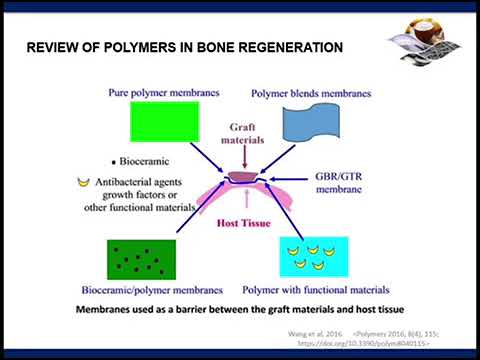 REVIEW OF POLYMERS IN BONE REGENERATION
Pure polymer membranes
Polymer blends membranes
Graft
materials
Bioceramic
Antibacterial agents
growth factors or
other functional materials
GBR/GTR
membrane
Host Tissue
Bioceramic/polymer membranes
Polymer with functional materials
Membranes used as a barrier between the graft materials and host tissue
Wang et al, 2016 <Polymers 2016, 8(4), 115;
https://doi.org/10.3390/polym8040115>